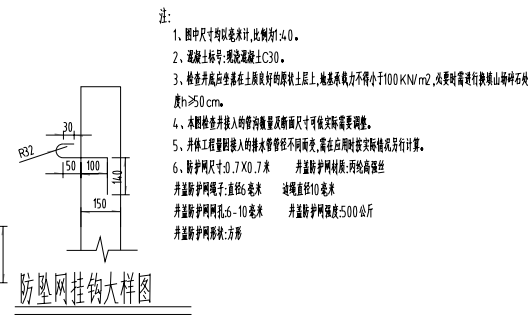 注:
1、图中尺寸均以毫米计,比例为1:40。
2、混凝土标号:现浇混凝土C30。
3、检查井底应坐落在土质良好的原状土层上,地基承载力不得小于100KN/m2,必要时需进行换填山场碎石处
度h≥50cm。
4、本图检查井接入的管沟数量及断面尺寸可依实际需要调整。
5、井体工程量因接入的排水管管径不同而变,需在应用时按实际情况另行计算。
6、防护网尺寸:0.7X0.7米 井盖防护网材质:丙纶高强丝
井盖防护网绳子:直径6毫米 边绳直径10毫米
井盖防护网网孔:6-10毫米 井盖防护网强度:500公斤
井盖防护网形状:方形
30
R32
50
100
140
150
防坠网挂钩大样图